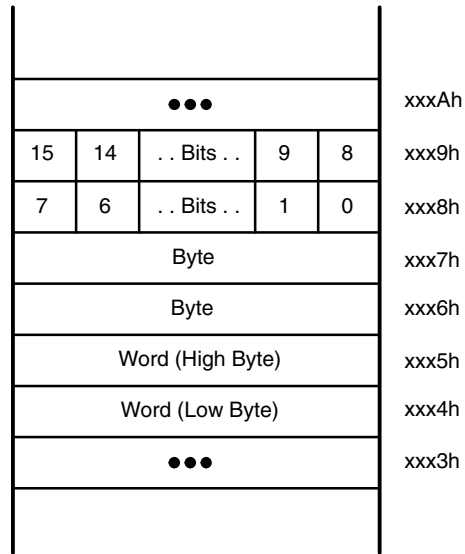 ●●● xxxAh
15 14 . . Bits . . 9 8 xxx9h
7 6 . . Bits . . 1 0 xxx8h
Byte xxx7h
Byte xxx6h
Word (High Byte) xxx5h
Word (Low Byte) xxx4h
●●● xxx3h